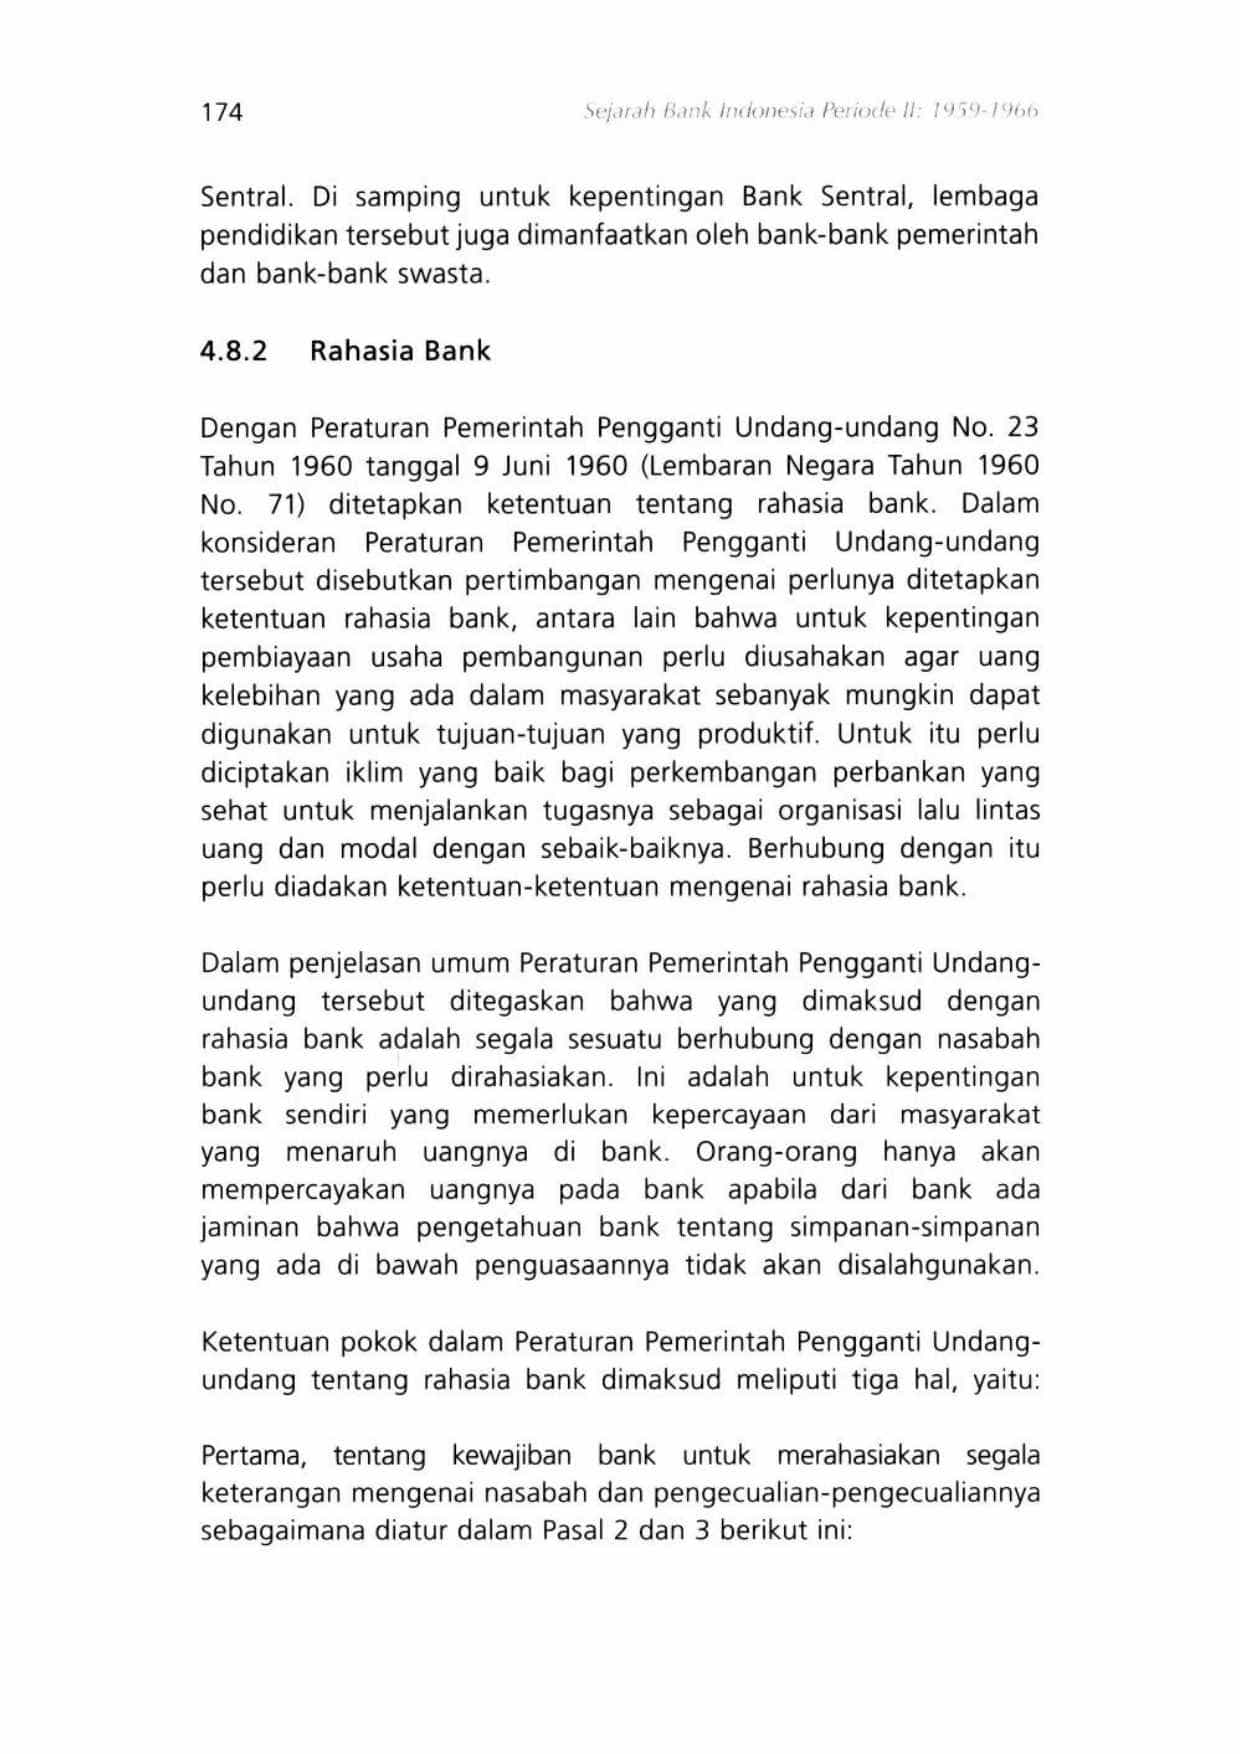 174
Sejarah Bank Indonesia Periode II: 1959-1966
Sentral. Di samping untuk kepentingan Bank Sentral, lembaga
pendidikan tersebut juga dimanfaatkan oleh bank-bank pemerintah
dan bank-bank swasta.
4.8.2 Rahasia Bank
Dengan Peraturan Pemerintah Pengganti Undang-undang No. 23
Tahun 1960 tanggal 9 Juni 1960 (Lembaran Negara Tahun 1960
No. 71) ditetapkan ketentuan tentang rahasia bank. Dalam
konsideran Peraturan Pemerintah Pengganti Undang-undang
tersebut disebutkan pertimbangan mengenai perlunya ditetapkan
ketentuan rahasia bank, antara lain bahwa untuk kepentingan
pembiayaan usaha pembangunan perlu diusahakan agar uang
kelebihan yang ada dalam masyarakat sebanyak mungkin dapat
digunakan untuk tujuan-tujuan yang produktif. Untuk itu perlu
diciptakan iklim yang baik bagi perkembangan perbankan yang
sehat untuk menjalankan tugasnya sebagai organisasi lalu lintas
uang dan modal dengan sebaik-baiknya. Berhubung dengan itu
perlu diadakan ketentuan-ketentuan mengenai rahasia bank.
Dalam penjelasan umum Peraturan Pemerintah Pengganti Undang-
undang tersebut ditegaskan bahwa yang dimaksud dengan
rahasia bank adalah segala sesuatu berhubung dengan nasabah
bank yang perlu dirahasiakan. Ini adalah untuk kepentingan
bank sendiri yang memerlukan kepercayaan dari masyarakat
yang menaruh uangnya di bank. Orang-orang hanya akan
mempercayakan uangnya pada bank apabila dari bank ada
jaminan bahwa pengetahuan bank tentang simpanan-simpanan
yang ada di bawah penguasaannya tidak akan disalahgunakan.
Ketentuan pokok dalam Peraturan Pemerintah Pengganti Undang-
undang tentang rahasia bank dimaksud meliputi tiga hal, yaitu:
Pertama, tentang kewajiban bank untuk merahasiakan segala
keterangan mengenai nasabah dan pengecualian-pengecualiannya
sebagaimana diatur dalam Pasal 2 dan 3 berikut ini: